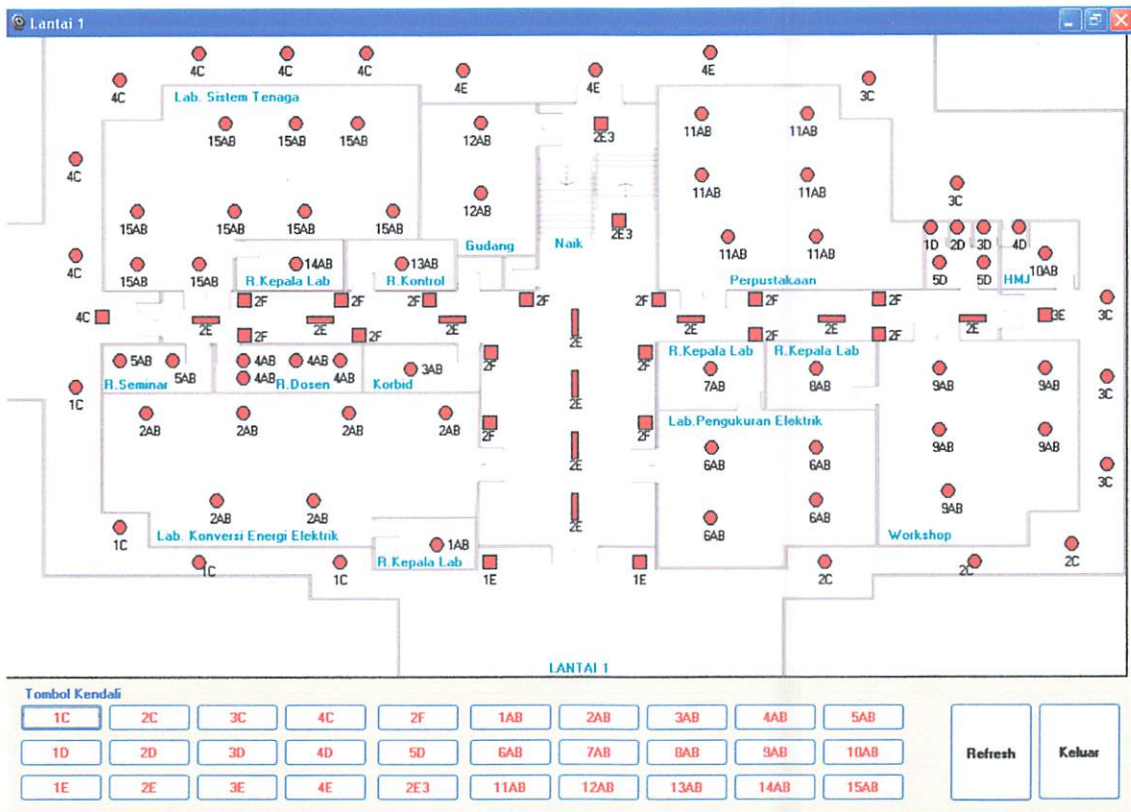 Lantai 1
4C 4C 4C 4E 4E 4E
4C 3C
Lab. Sistem Tenaga
15AB 15AB 15AB 12AB 2E3 11AB 11AB
4C 12AB 11AB 11AB 3C
15AB 15AB 15AB 15AB 2E3 1D 2D 3D 4D
Gudang Naik 11AB 11AB
4C 15AB 15AB 14AB 13AB 5D 5D 10AB
R.Kepala Lab R.Kontrol Perpustakaan HMJ
2F 2F 2F 2F 2F 2F 2F 3C
4C 2E 2E 2E 2E 2E 2E 3E
2F 2F 2E 2F 2F
R.Kepala Lab R.Kepala Lab
5AB 5AB 4AB 4AB 4AB 3AB 2F 2F 7AB 8AB 9AB 9AB
4AB
R.Seminar R.Dosen Korbid
1C 2E 3C
2AB 2AB 2AB 2AB 2F 2F Lab.Pengukuran Elektrik
2E 6AB 6AB 9AB 9AB
3C
2AB 2AB 2E 6AB 6AB 9AB
1C Lab. Konversi Energi Elektrik Workshop
1AB
R.Kepala Lab
1C 1C 1E 1E 2C 2C 2C
LANTAI 1
Tombol Kendali
1C 2C 3C 4C 2F 1AB 2AB 3AB 4AB 5AB
1D 2D 3D 4D 5D 6AB 7AB 8AB 9AB 10AB
1E 2E 3E 4E 2E3 11AB 12AB 13AB 14AB 15AB
Refresh Keluar